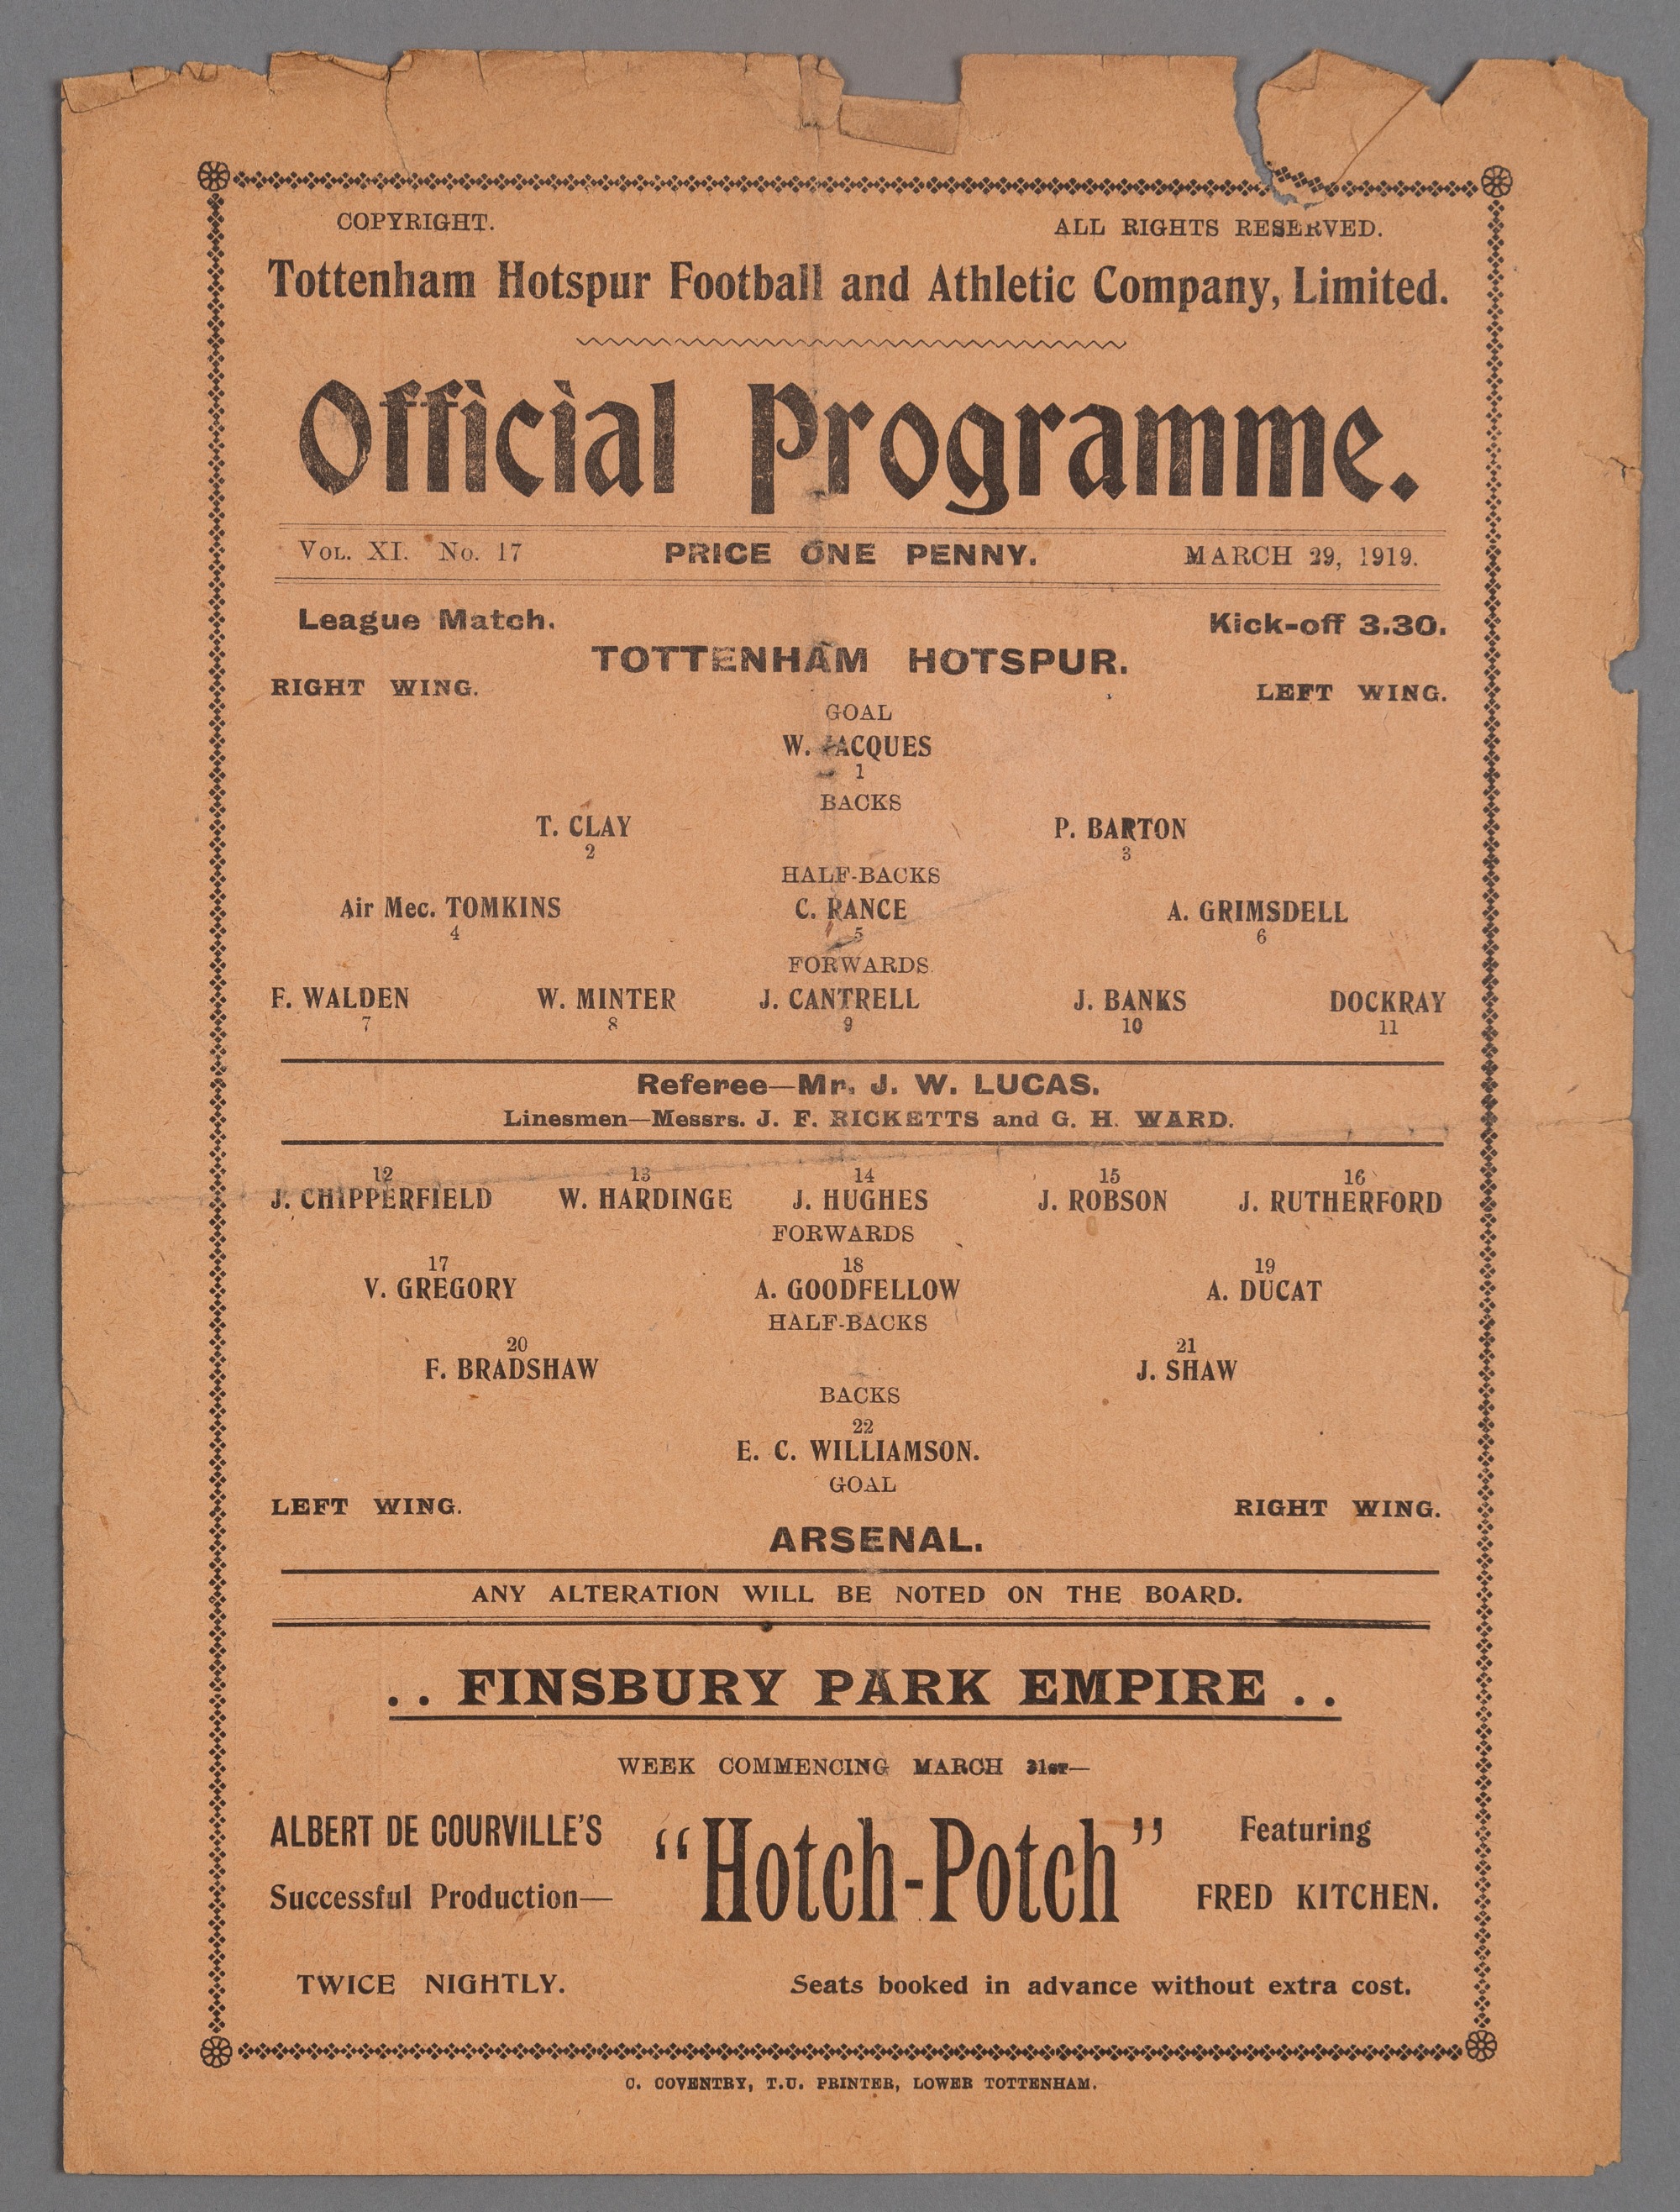 COPYRIGHT. ALL RIGHTS RESERVED.
Tottenham Hotspur Football and Athletic Company, Limited.
Official Programme.
VOL. XI. No. 17 PRICE ONE PENNY. MARCH 29, 1919.
League Match. Kick-off 3.30.
TOTTENHAM HOTSPUR.
RIGHT WING. LEFT WING.
GOAL
W. JACQUES
1
BACKS
T. CLAY P. BARTON
2 3
HALF-BACKS
Air Mec. TOMKINS C. RANCE A. GRIMSDELL
4 5 6
FORWARDS
F. WALDEN W. MINTER J. CANTRELL J. BANKS DOCKRAY
7 8 9 10 11
Referee—Mr. J. W. LUCAS.
Linesmen—Messrs. J. F. RICKETTS and G. H. WARD.
12 13 14 15 16
J. CHIPPERFIELD W. HARDINGE J. HUGHES J. ROBSON J. RUTHERFORD
FORWARDS
17 18 19
V. GREGORY A. GOODFELLOW A. DUCAT
HALF-BACKS
20 21
F. BRADSHAW J. SHAW
BACKS
22
E. C. WILLIAMSON.
GOAL
LEFT WING. RIGHT WING.
ARSENAL.
ANY ALTERATION WILL BE NOTED ON THE BOARD.
. . FINSBURY PARK EMPIRE . .
WEEK COMMENCING MARCH 31st—
ALBERT DE COURVILLE'S Featuring
"Hotch-Potch"
Successful Production— FRED KITCHEN.
TWICE NIGHTLY. Seats booked in advance without extra cost.
C. COVENTRY, T.U. PRINTER, LOWER TOTTENHAM.